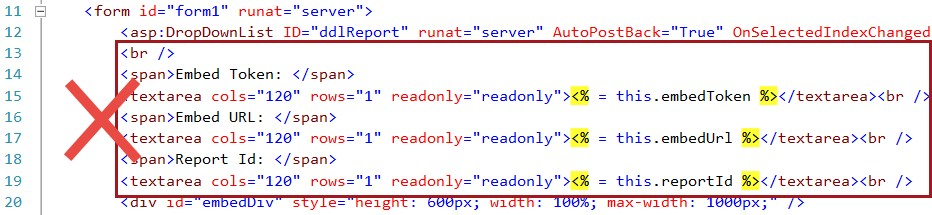 11 <form id="form1" runat="server">
12 <asp:DropDownList ID="ddlReport" runat="server" AutoPostBack="True" OnSelectedIndexChanged
13 <br />
14 <span>Embed Token: </span>
15 <textarea cols="120" rows="1" readonly="readonly"><% = this.embedToken %></textarea><br />
16 <span>Embed URL: </span>
17 <textarea cols="120" rows="1" readonly="readonly"><% = this.embedUrl %></textarea><br />
18 <span>Report Id: </span>
19 <textarea cols="120" rows="1" readonly="readonly"><% = this.reportId %></textarea><br />
20 <div id="embedDiv" style="height: 600px; width: 100%; max-width: 1000px;" />